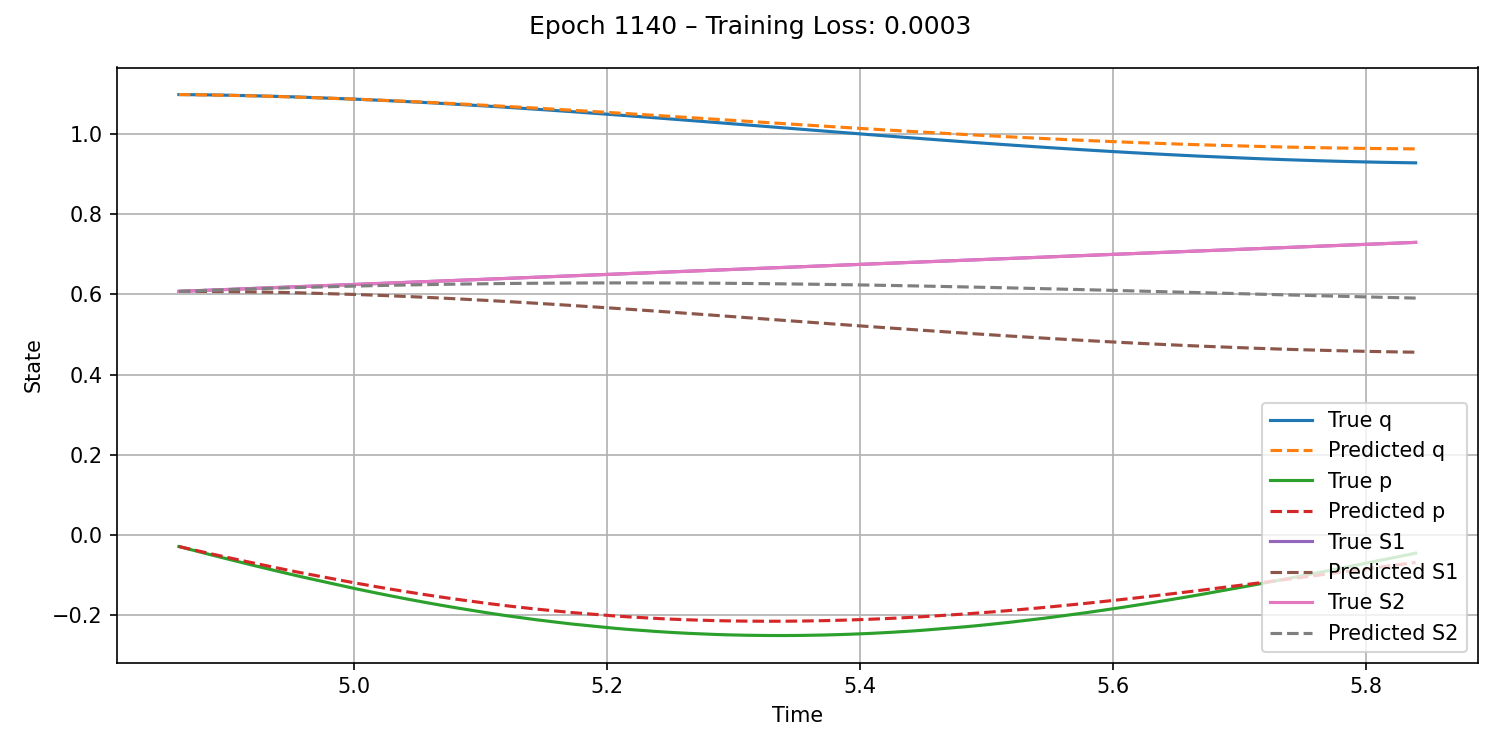 Epoch 1140 – Training Loss: 0.0003
State
1.0
0.8
0.6
0.4
0.2
0.0
−0.2
True q
Predicted q
True p
Predicted p
True S1
Predicted S1
True S2
Predicted S2
5.0 5.2 5.4 5.6 5.8
Time